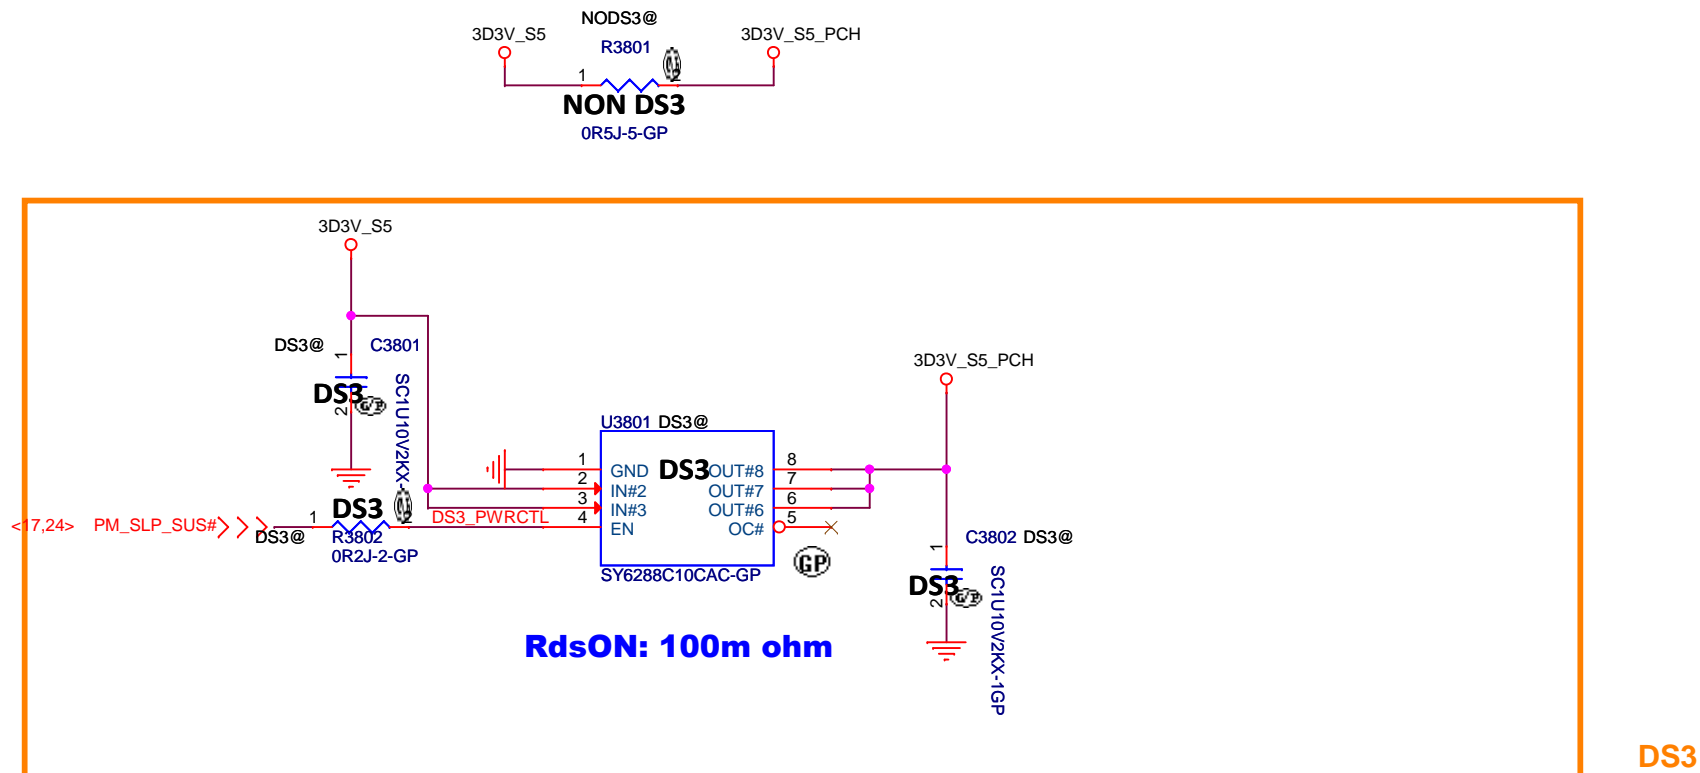 NODS3@
3D3V_S5
R3801
3D3V_S5_PCH
1
2
NON DS3
0R5J-5-GP
3D3V_S5
DS3@
1
C3801
DS3
2
G/P
SC1U10V2KX-
3D3V_S5_PCH
U3801 DS3@
1 GND
DS3
OUT#8 8
2 IN#2
OUT#7 7
3 IN#3
OUT#6 6
4 EN
OC# 5
SY6288C10CAC-GP
GP
<17,24> PM_SLP_SUS#
DS3@
1
DS3
2
R3802
0R2J-2-GP
DS3_PWRCTL
1
C3802 DS3@
DS3
2
G/P
SC1U10V2KX-1GP
RdsON: 100m ohm
DS3